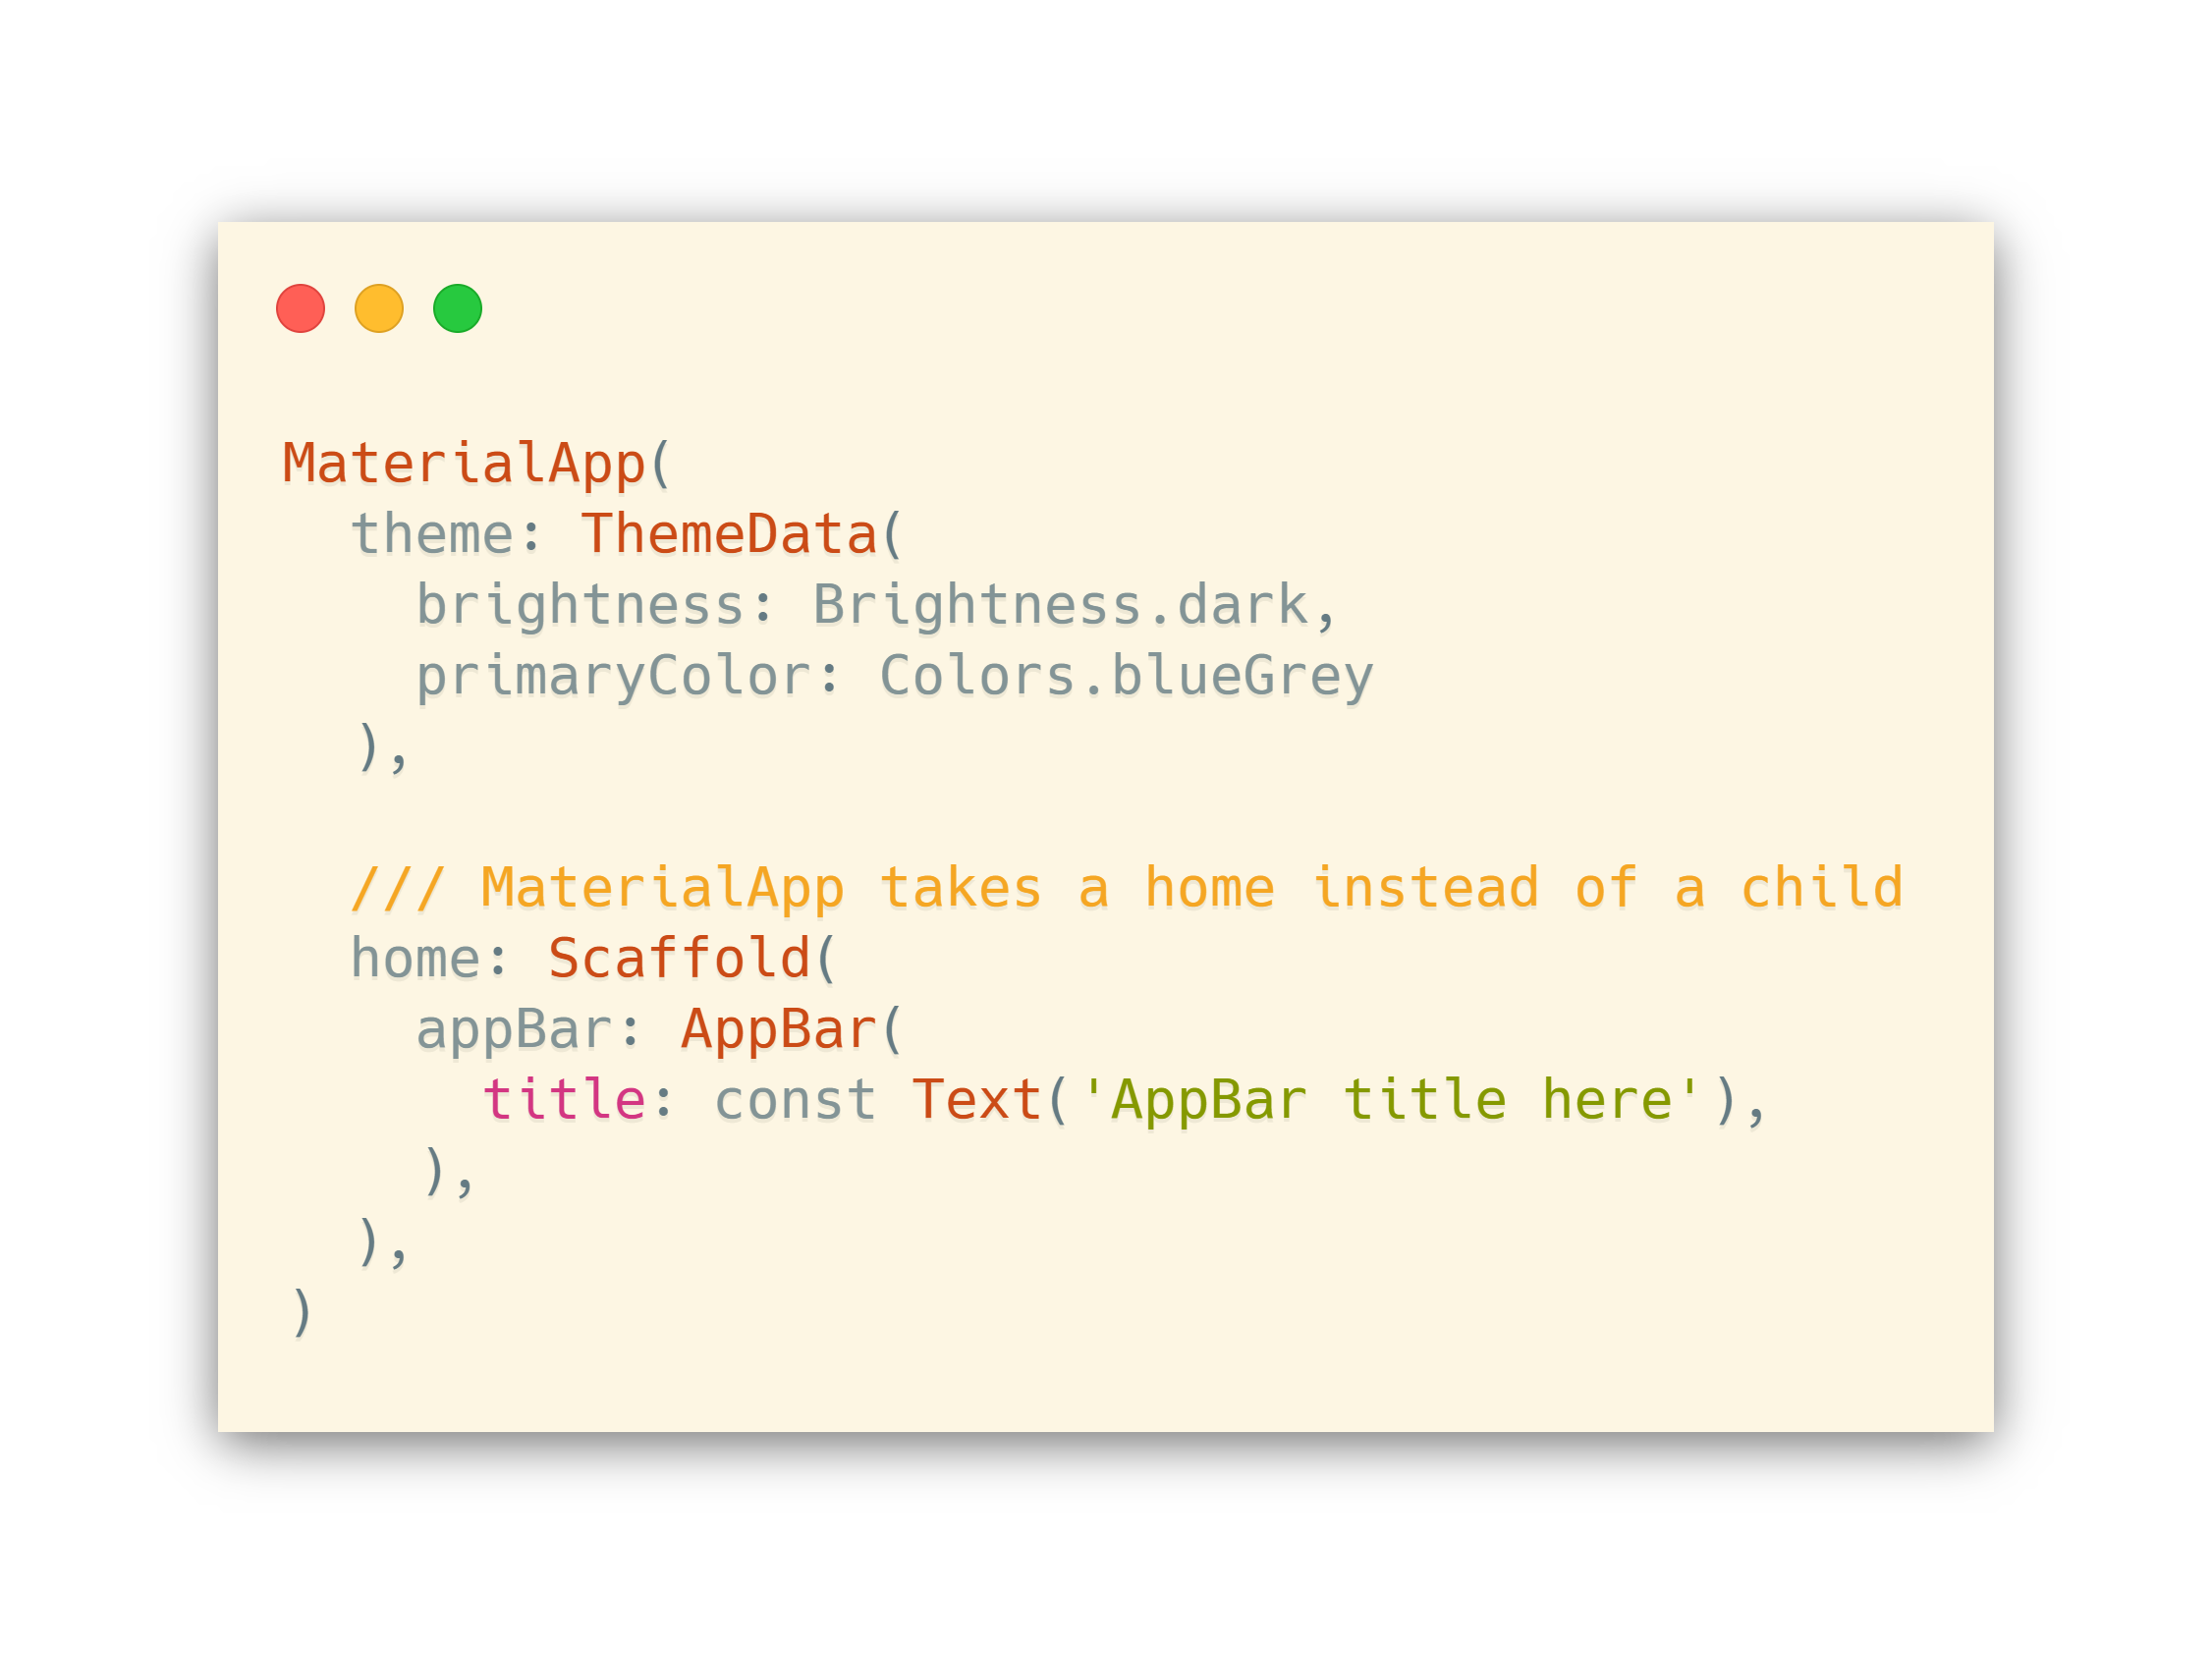 MaterialApp(
  theme: ThemeData(
    brightness: Brightness.dark,
    primaryColor: Colors.blueGrey
  ),

  /// MaterialApp takes a home instead of a child
  home: Scaffold(
    appBar: AppBar(
      title: const Text('AppBar title here'),
    ),
  ),
)